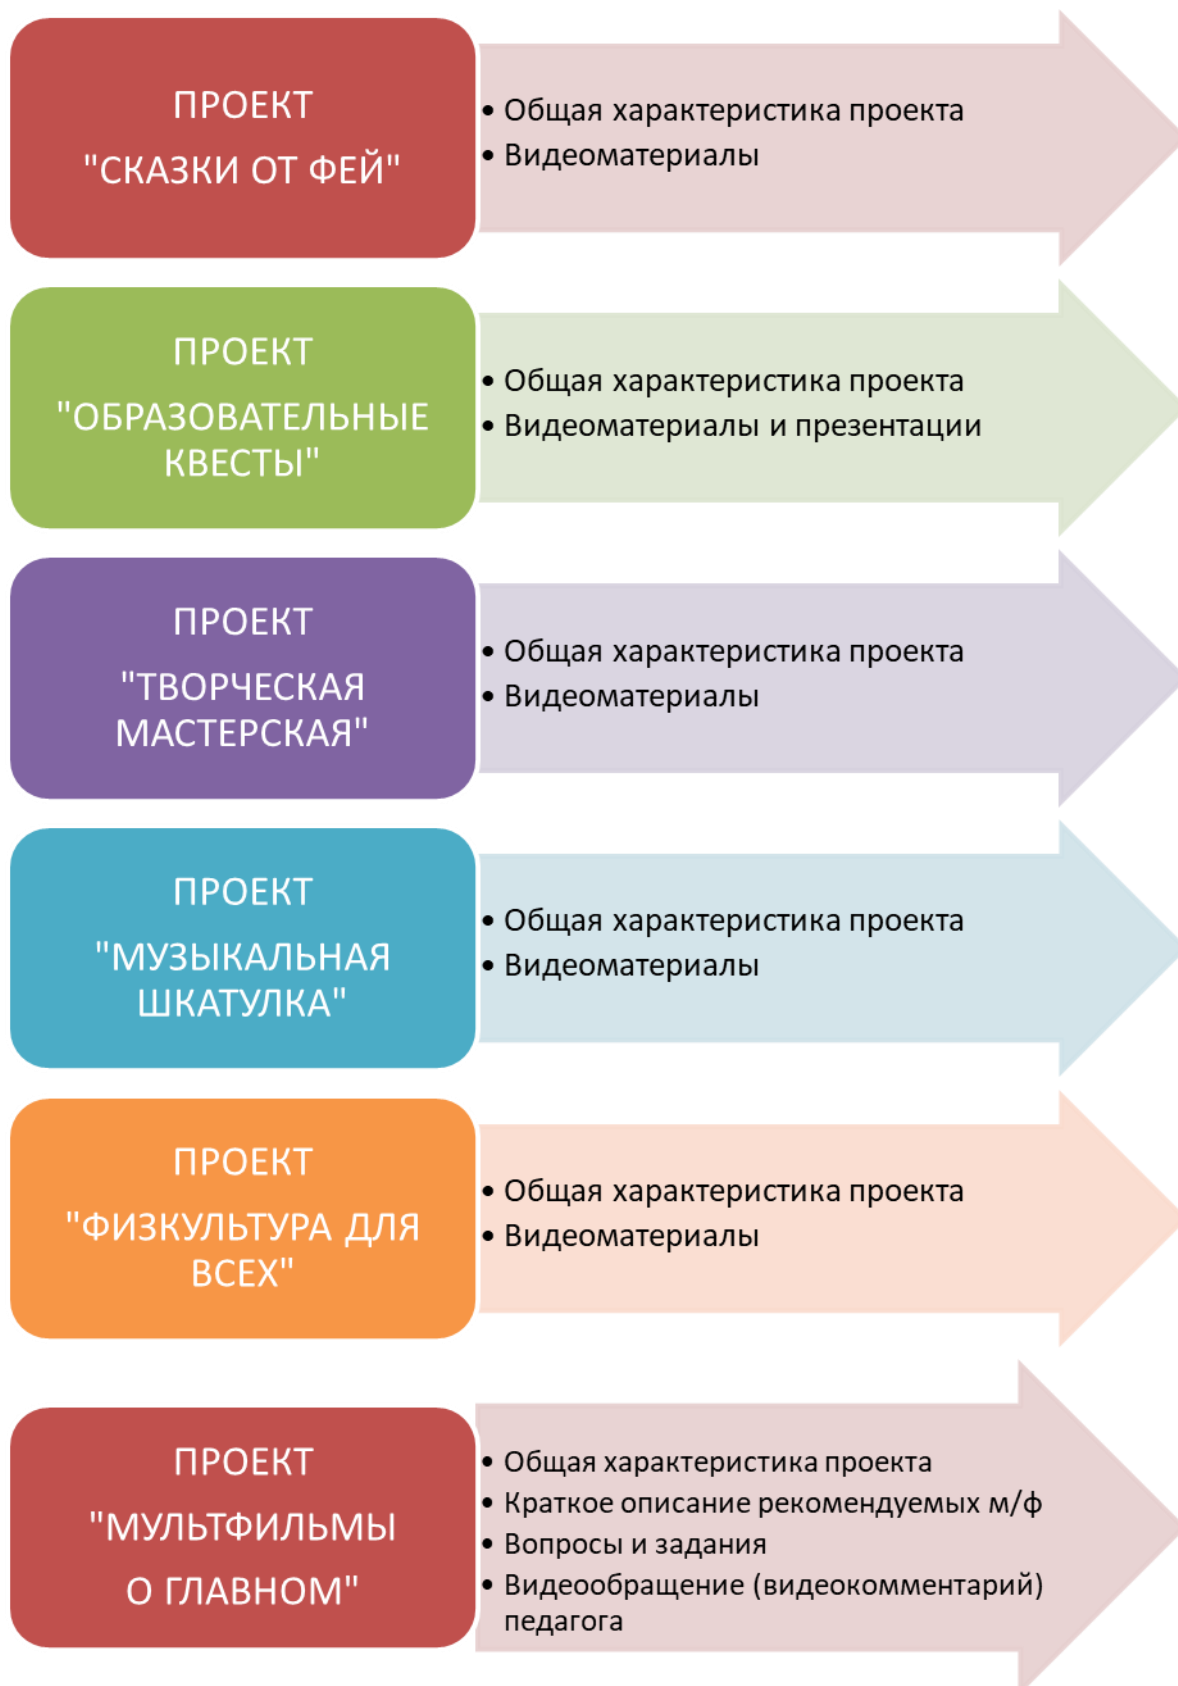 ПРОЕКТ
"СКАЗКИ ОТ ФЕЙ"
• Общая характеристика проекта
• Видеоматериалы
ПРОЕКТ
"ОБРАЗОВАТЕЛЬНЫЕ
КВЕСТЫ"
• Общая характеристика проекта
• Видеоматериалы и презентации
ПРОЕКТ
"ТВОРЧЕСКАЯ
МАСТЕРСКАЯ"
• Общая характеристика проекта
• Видеоматериалы
ПРОЕКТ
"МУЗЫКАЛЬНАЯ
ШКАТУЛКА"
• Общая характеристика проекта
• Видеоматериалы
ПРОЕКТ
"ФИЗКУЛЬТУРА ДЛЯ
ВСЕХ"
• Общая характеристика проекта
• Видеоматериалы
ПРОЕКТ
"МУЛЬТФИЛЬМЫ
О ГЛАВНОМ"
• Общая характеристика проекта
• Краткое описание рекомендуемых м/ф
• Вопросы и задания
• Видеообращение (видеокомментарий)
педагога